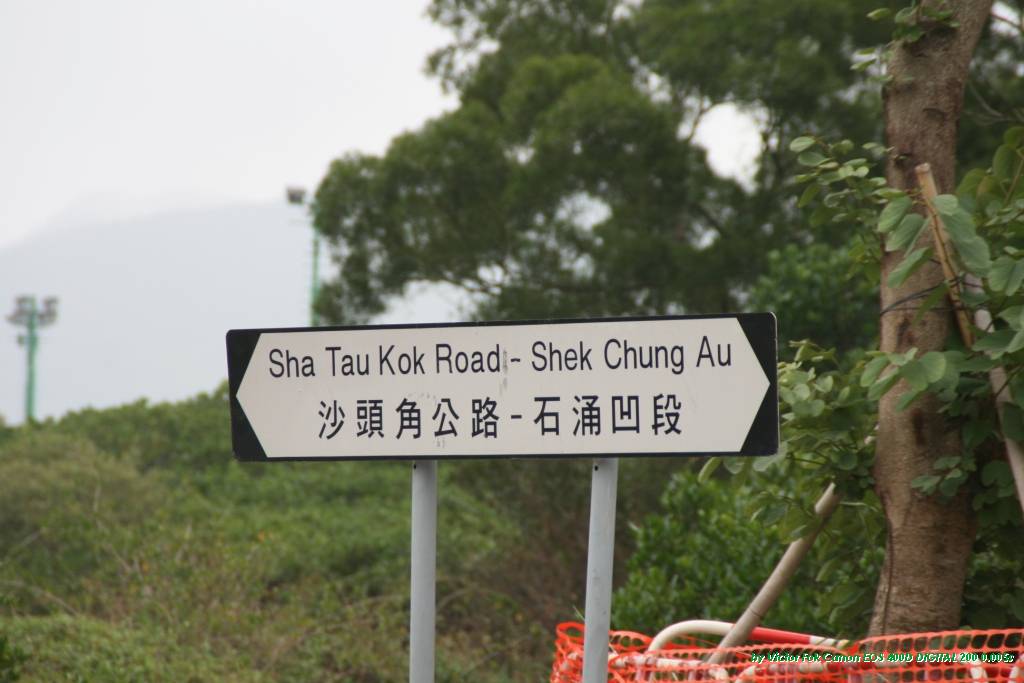 Sha Tau Kok Road - Shek Chung Au
沙頭角公路-石涌凹段
by Victor Fok Canon EOS 400D DIGITAL 200 0.005s